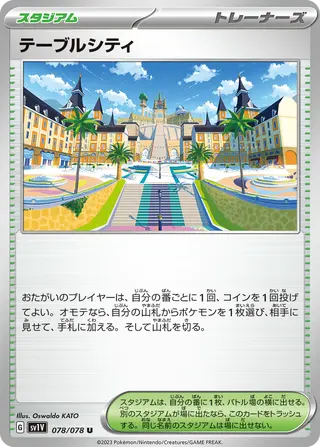 スタジアム
トレーナーズ
テーブルシティ
おたがいのプレイヤーは、自分の番ごとに1回、コインを1回投げ
てよい。オモテなら、自分の山札からポケモンを1枚選び、相手に
見せて、手札に加える。そして山札を切る。
Illus. Oswaldo KATO
G sv1V 078/078 U
スタジアムは、自分の番に1枚、バトル場の横に出せる。
別のスタジアムが場に出たなら、このカードをトラッシュ
する。おなじ名前のスタジアムは、場に出せない。
©2023 Pokémon/Nintendo/Creatures/GAME FREAK.